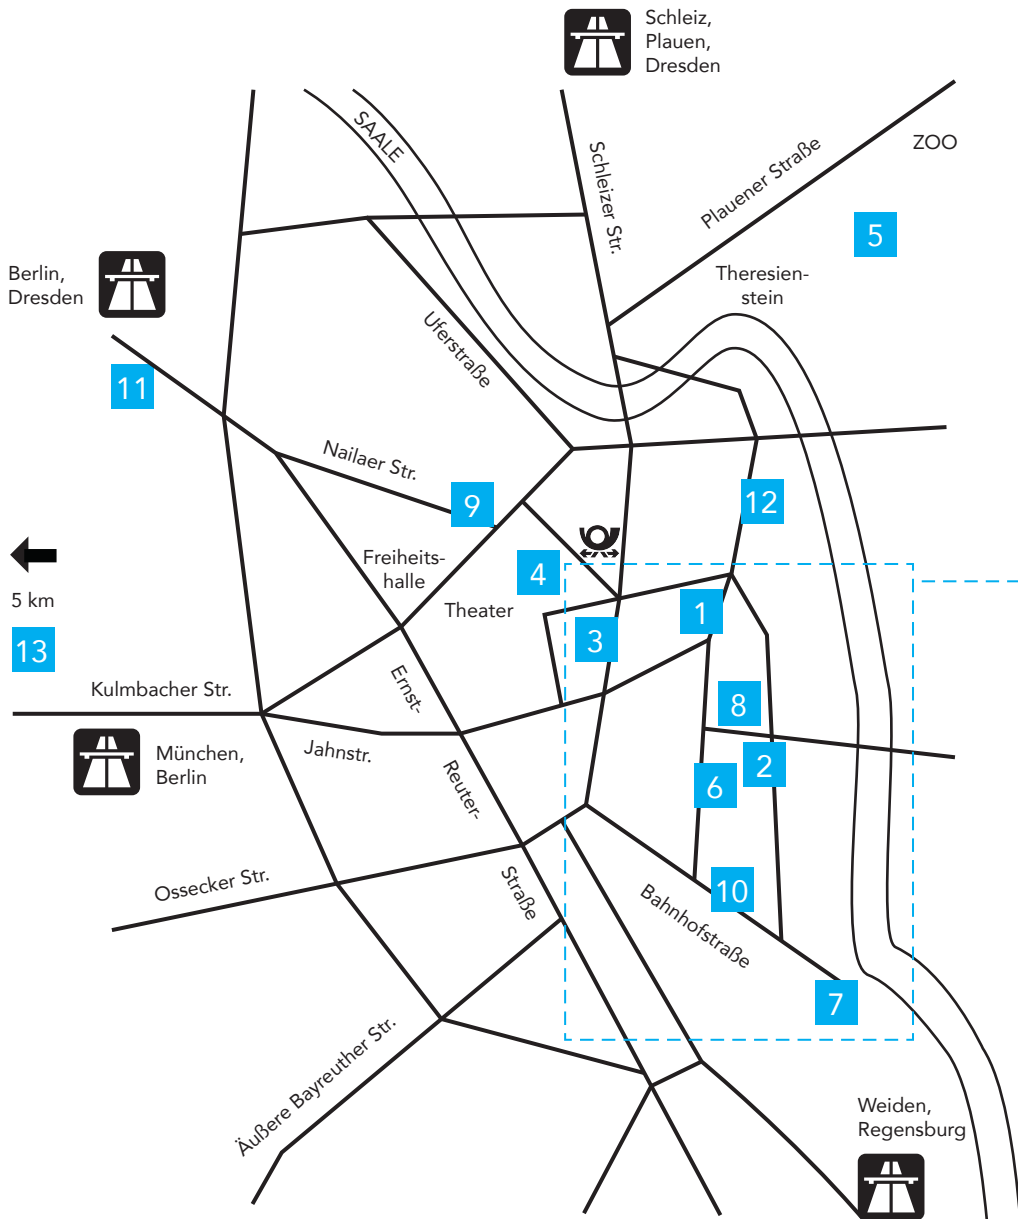 Schleiz,
Plauen,
Dresden
SAALE
Schleizer Str.
Plauener Straße
ZOO
5
Theresien-
stein
Berlin,
Dresden
11
Uferstraße
Nailaer Str.
9
12
Freiheits-
halle
4
Theater
5 km
13
1
3
Kulmbacher Str.
Ernst-
8
München,
Berlin
Jahnstr.
Reuter-
2
6
Ossecker Str.
Straße
10
Bahnhofstraße
7
Äußere Bayreuther Str.
Weiden,
Regensburg